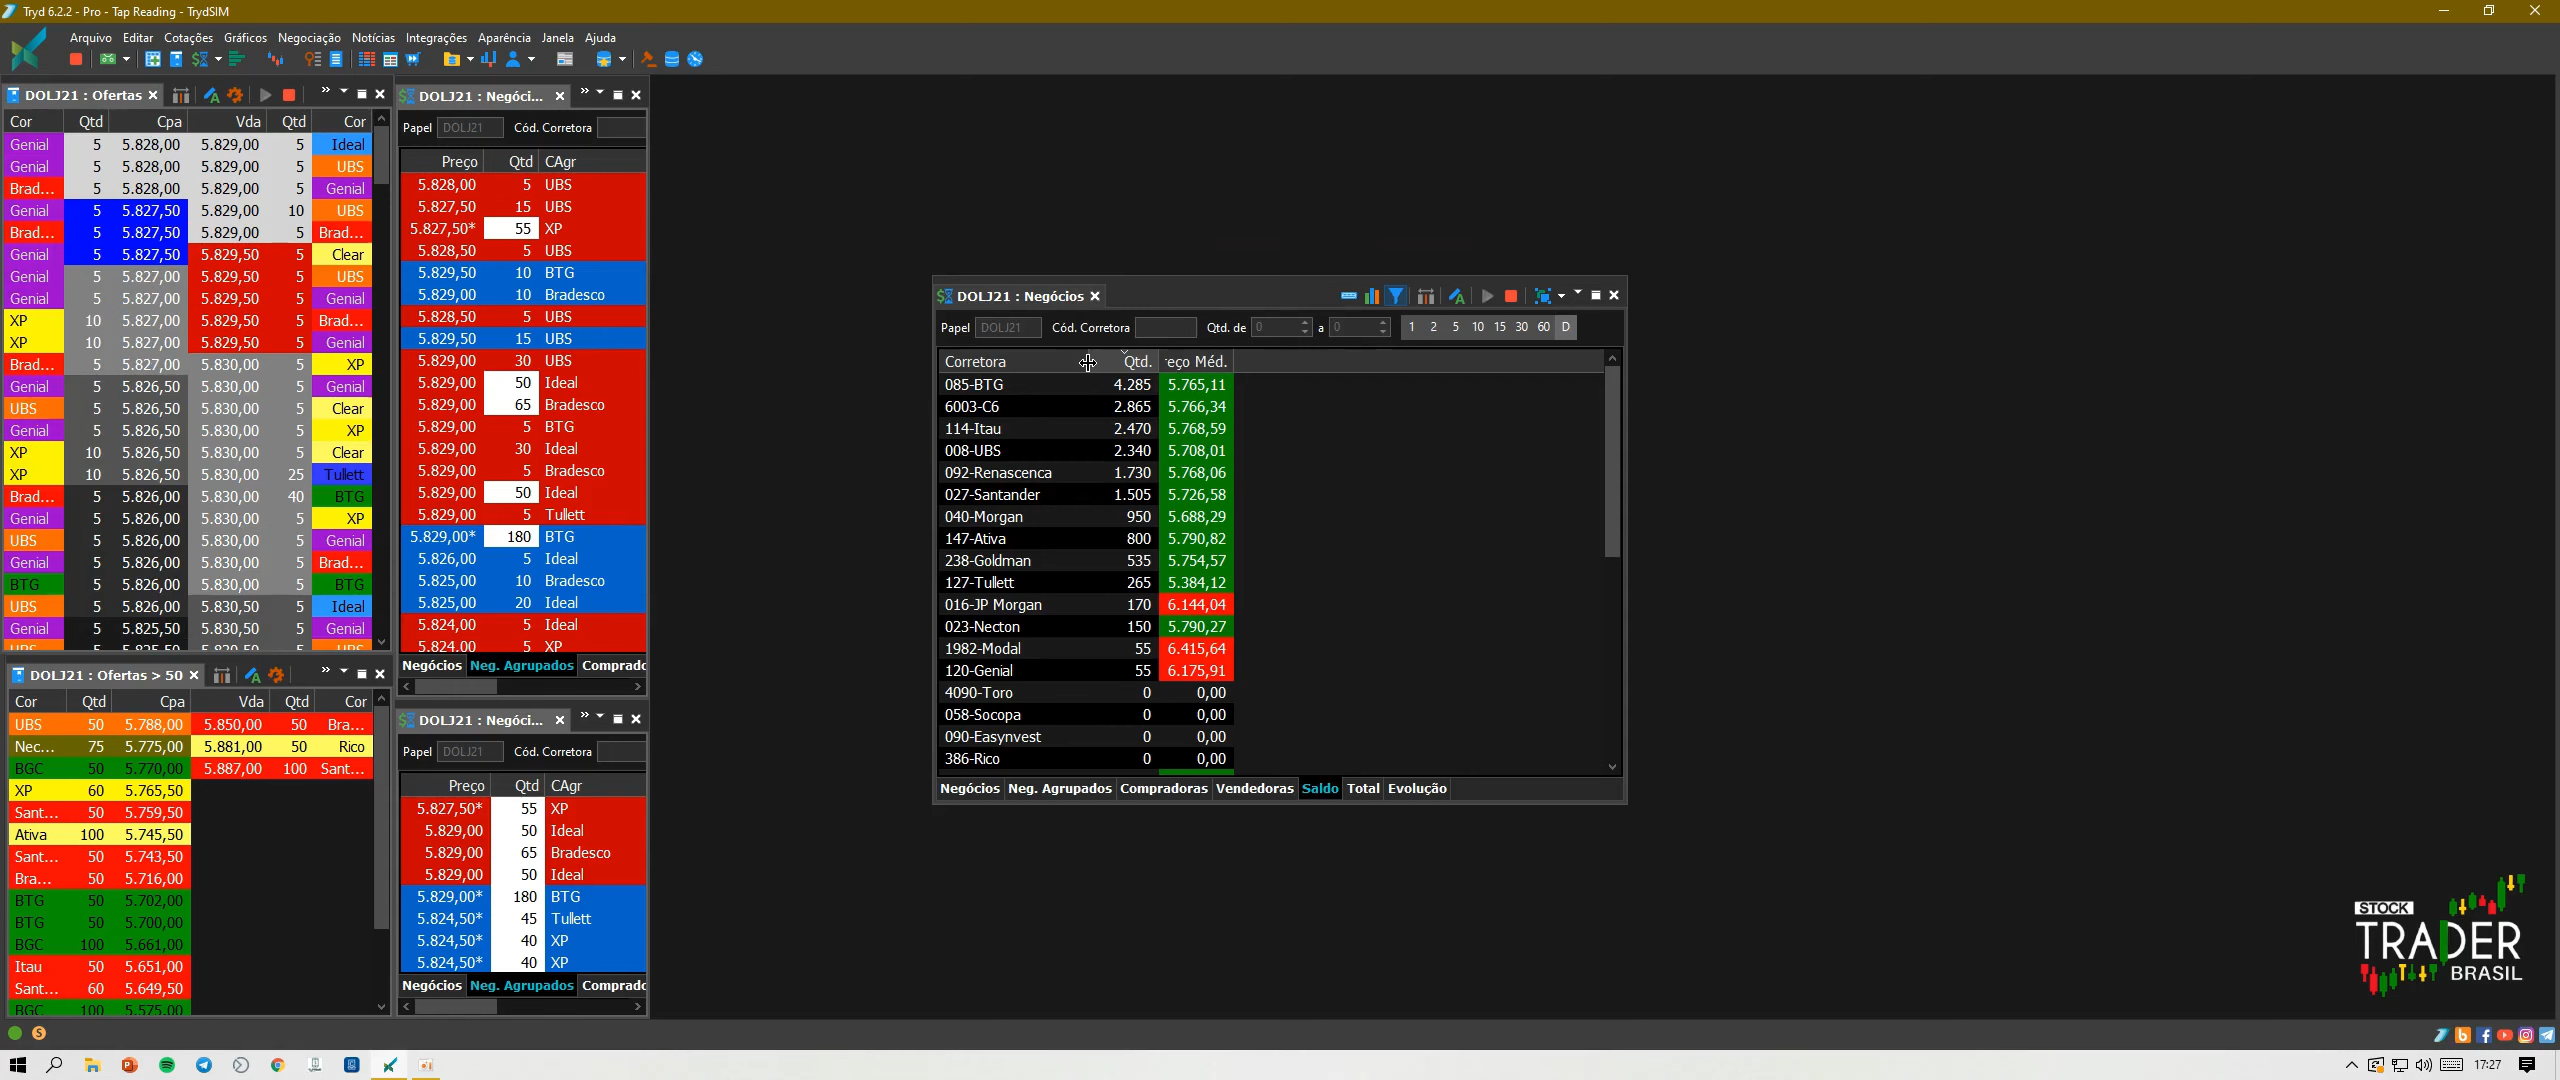 Tryd 6.2.2 - Pro - Tap Reading - TrydSIM
Arquivo Editar Cotações Gráficos Negociação Notícias Integrações Aparência Janela Ajuda
DOLJ21 : Ofertas
Cor Qtd Cpa Vda Qtd Cor
Genial 5 5.828,00 5.829,00 5 Ideal
Genial 5 5.828,00 5.829,00 5 UBS
Brad... 5 5.828,00 5.829,00 5 Genial
Genial 5 5.827,50 5.829,00 10 UBS
Brad... 5 5.827,50 5.829,00 5 Brad...
Genial 5 5.827,50 5.829,50 5 Clear
Genial 5 5.827,00 5.829,50 5 UBS
Genial 5 5.827,00 5.829,50 5 Genial
XP 10 5.827,00 5.829,50 5 Brad...
XP 10 5.827,00 5.829,50 5 Genial
Brad... 5 5.827,00 5.830,00 5 XP
Genial 5 5.826,50 5.830,00 5 Genial
UBS 5 5.826,50 5.830,00 5 Clear
Genial 5 5.826,50 5.830,00 5 XP
XP 10 5.826,50 5.830,00 5 Clear
XP 10 5.826,50 5.830,00 25 Tullett
Brad... 5 5.826,00 5.830,00 40 BTG
Genial 5 5.826,00 5.830,00 5 XP
UBS 5 5.826,00 5.830,00 5 Genial
Genial 5 5.826,00 5.830,00 5 Brad...
BTG 5 5.826,00 5.830,00 5 BTG
UBS 5 5.826,00 5.830,50 5 Ideal
Genial 5 5.825,50 5.830,50 5 Genial
DOLJ21 : Ofertas > 50
Cor Qtd Cpa Vda Qtd Cor
UBS 50 5.788,00 5.850,00 50 Bra...
Nec... 75 5.775,00 5.881,00 50 Rico
BGC 50 5.770,00 5.887,00 100 Sant...
XP 60 5.765,50
Sant... 50 5.759,50
Ativa 100 5.745,50
Sant... 50 5.743,50
Bra... 50 5.716,00
BTG 50 5.702,00
BTG 50 5.700,00
BGC 100 5.661,00
Itau 50 5.651,00
Sant... 60 5.649,50
BGC 100 5.575,00
DOLJ21 : Negóci...
Papel DOLJ21 Cód. Corretora
Preço Qtd CAgr
5.828,00 5 UBS
5.827,50 15 UBS
5.827,50* 55 XP
5.828,50 5 UBS
5.829,50 10 BTG
5.829,00 10 Bradesco
5.828,50 5 UBS
5.829,50 15 UBS
5.829,00 30 UBS
5.829,00 50 Ideal
5.829,00 65 Bradesco
5.829,00 5 BTG
5.829,00 30 Ideal
5.829,00 5 Bradesco
5.829,00 50 Ideal
5.829,00 5 Tullett
5.829,00* 180 BTG
5.826,00 5 Ideal
5.825,00 10 Bradesco
5.825,00 20 Ideal
5.824,00 5 Ideal
5.824,00 5 XP
Negócios Neg. Agrupados Comprado
DOLJ21 : Negóci...
Papel DOLJ21 Cód. Corretora
Preço Qtd CAgr
5.827,50* 55 XP
5.829,00 50 Ideal
5.829,00 65 Bradesco
5.829,00 50 Ideal
5.829,00* 180 BTG
5.824,50* 45 Tullett
5.824,50* 40 XP
5.824,50* 40 XP
Negócios Neg. Agrupados Comprado
DOLJ21 : Negócios
Papel DOLJ21 Cód. Corretora Qtd. de 0 a 0 1 2 5 10 15 30 60 D
Corretora Qtd. reço Méd.
085-BTG 4.285 5.765,11
6003-C6 2.865 5.766,34
114-Itau 2.470 5.768,59
008-UBS 2.340 5.708,01
092-Renascenca 1.730 5.768,06
027-Santander 1.505 5.726,58
040-Morgan 950 5.688,29
147-Ativa 800 5.790,82
238-Goldman 535 5.754,57
127-Tullett 265 5.384,12
016-JP Morgan 170 6.144,04
023-Necton 150 5.790,27
1982-Modal 55 6.415,64
120-Genial 55 6.175,91
4090-Toro 0 0,00
058-Socopa 0 0,00
090-Easynvest 0 0,00
386-Rico 0 0,00
Negócios Neg. Agrupados Compradoras Vendedoras Saldo Total Evolução
STOCK
TRADER
BRASIL
17:27